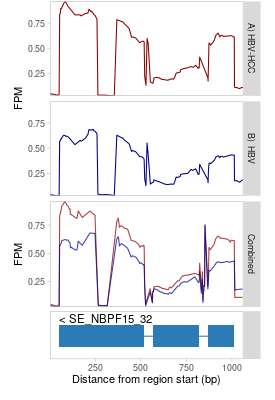 0.75
0.50
0.25
FPM
A) HBV-HCC
0.75
0.50
0.25
FPM
B) HBV
0.75
0.50
0.25
FPM
Combined
< SE_NBPF15_32
250 500 750 1000
Distance from region start (bp)